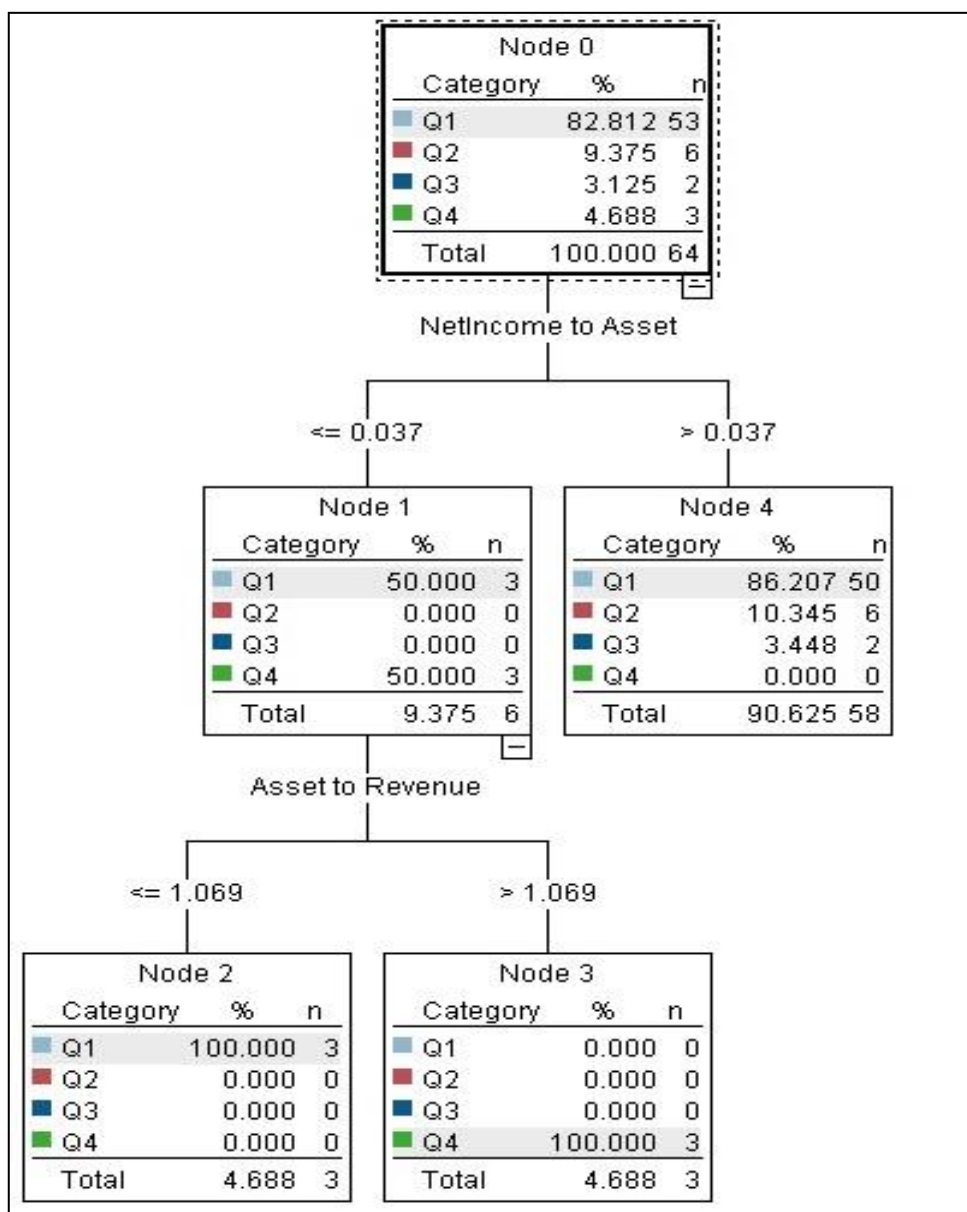 Node 0
Category % n
Q1 82.812 53
Q2 9.375 6
Q3 3.125 2
Q4 4.688 3
Total 100.000 64
NetIncome to Asset
<= 0.037 > 0.037
Node 1
Category % n
Q1 50.000 3
Q2 0.000 0
Q3 0.000 0
Q4 50.000 3
Total 9.375 6
Node 4
Category % n
Q1 86.207 50
Q2 10.345 6
Q3 3.448 2
Q4 0.000 0
Total 90.625 58
Asset to Revenue
<= 1.069 > 1.069
Node 2
Category % n
Q1 100.000 3
Q2 0.000 0
Q3 0.000 0
Q4 0.000 0
Total 4.688 3
Node 3
Category % n
Q1 0.000 0
Q2 0.000 0
Q3 0.000 0
Q4 100.000 3
Total 4.688 3